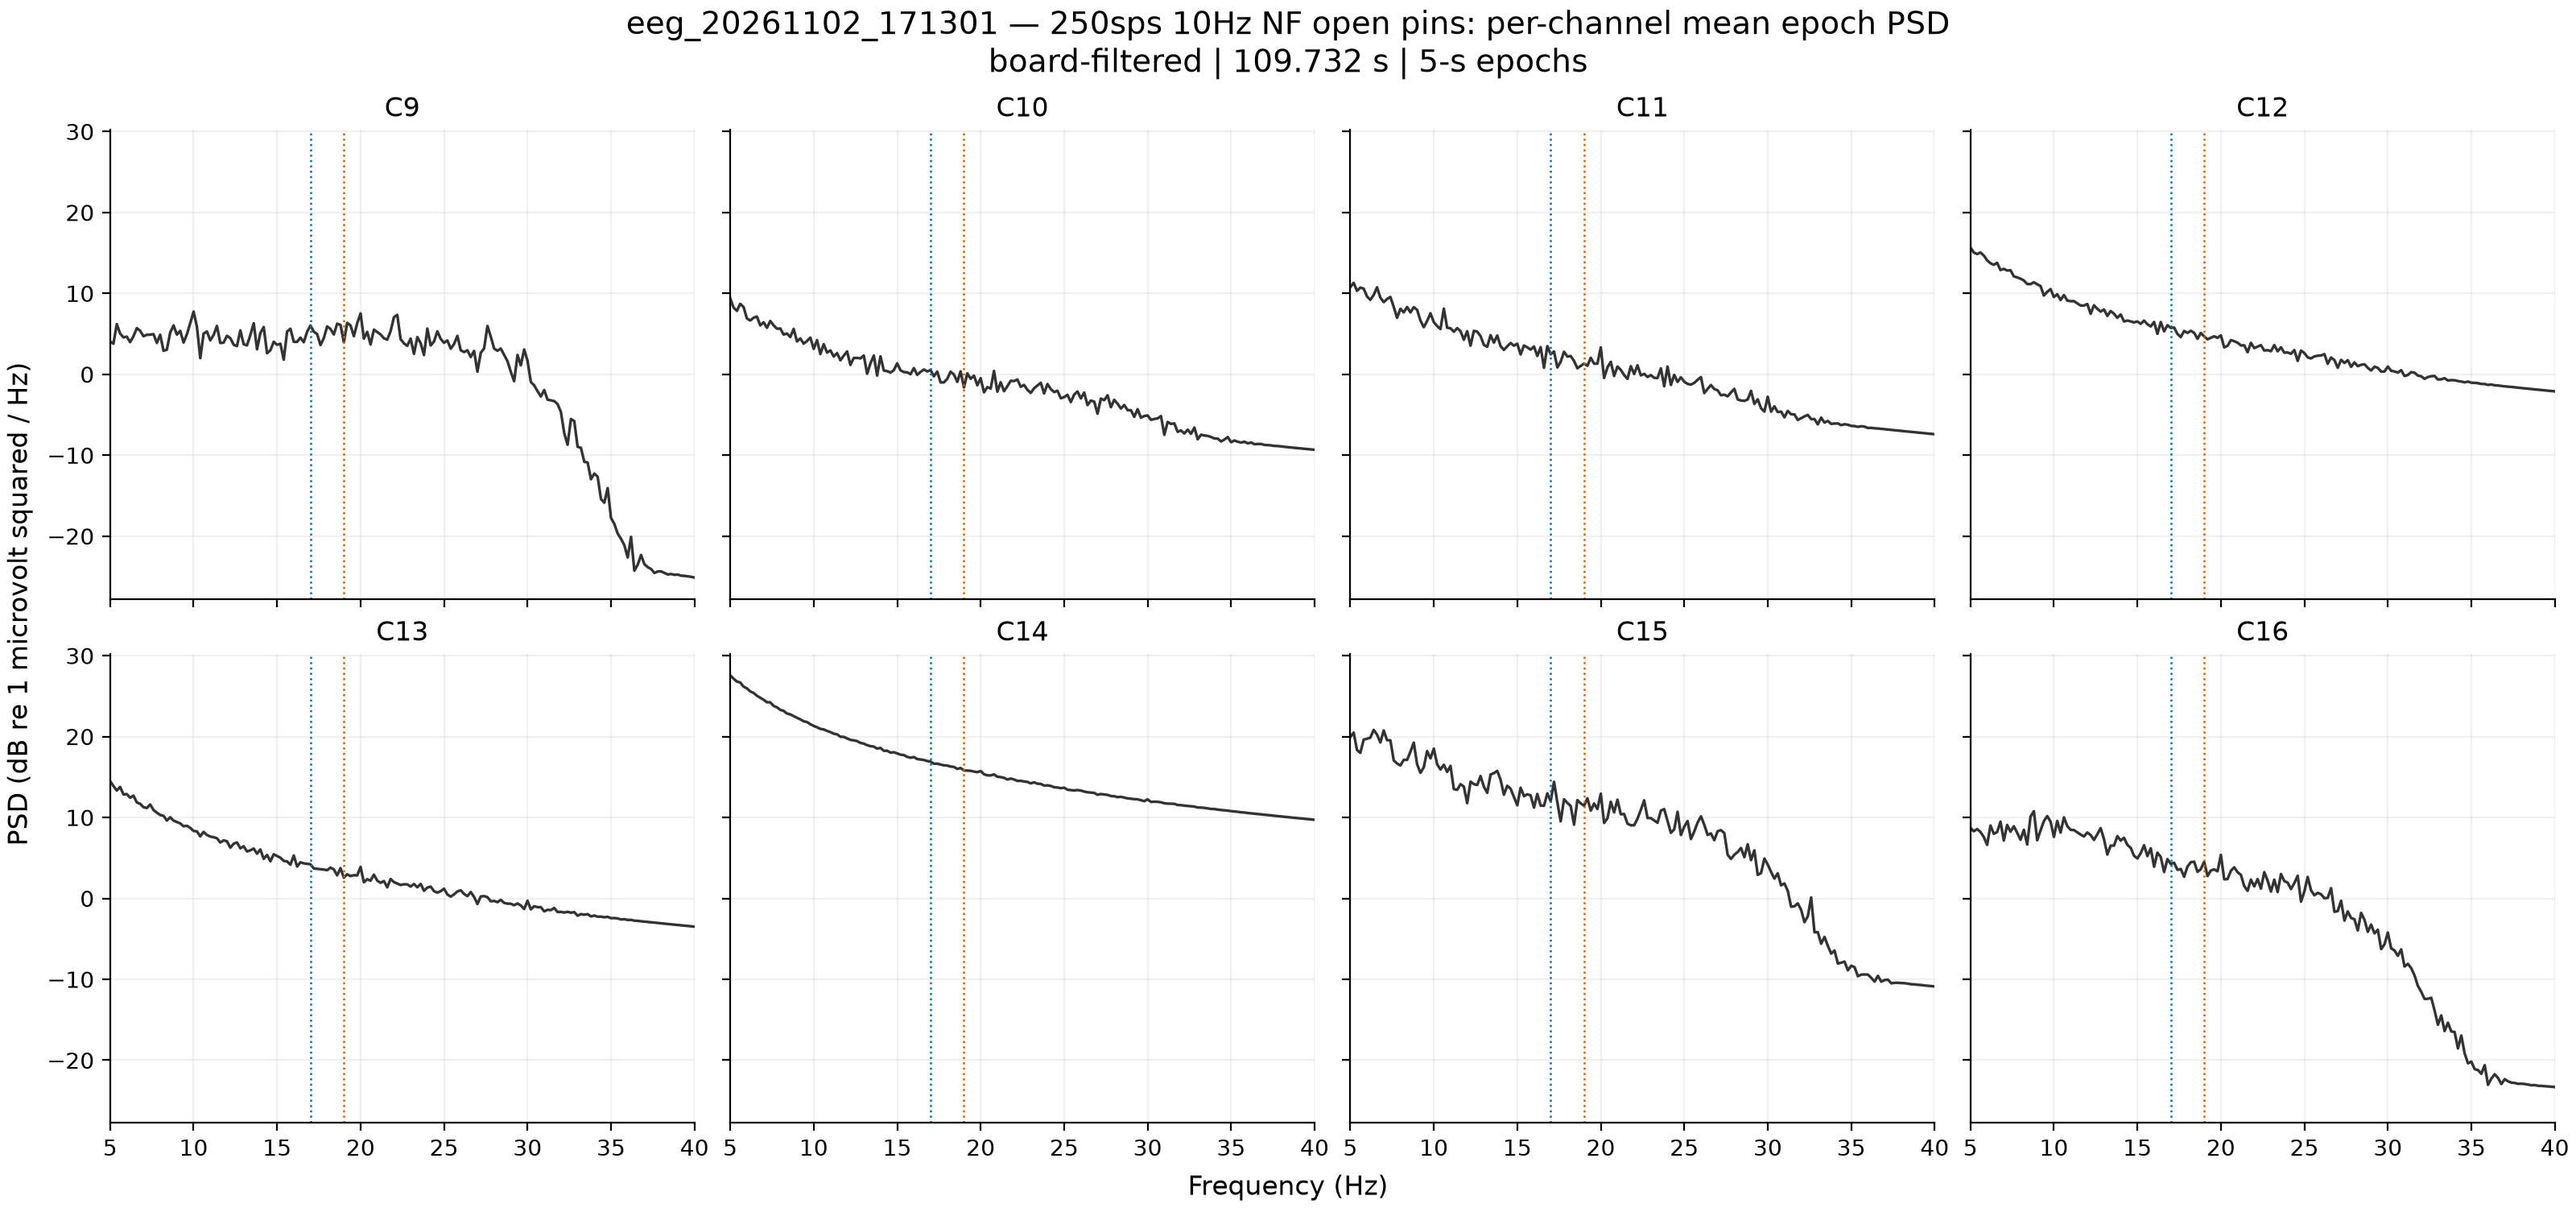 eeg_20261102_171301 — 250sps 10Hz NF open pins: per-channel mean epoch PSD
board-filtered | 109.732 s | 5-s epochs
C9
C10
C11
C12
30
20
10
0
−10
−20
C13
C14
C15
C16
30
20
10
0
−10
−20
5 10 15 20 25 30 35 40
5 10 15 20 25 30 35 40
5 10 15 20 25 30 35 40
5 10 15 20 25 30 35 40
PSD (dB re 1 microvolt squared / Hz)
Frequency (Hz)